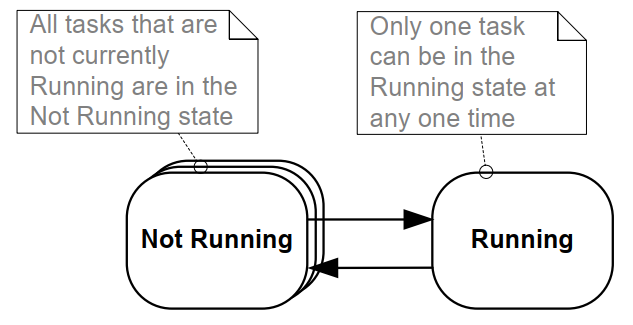 All tasks that are
not currently
Running are in the
Not Running state
Only one task
can be in the
Running state at
any one time
Not Running
Running